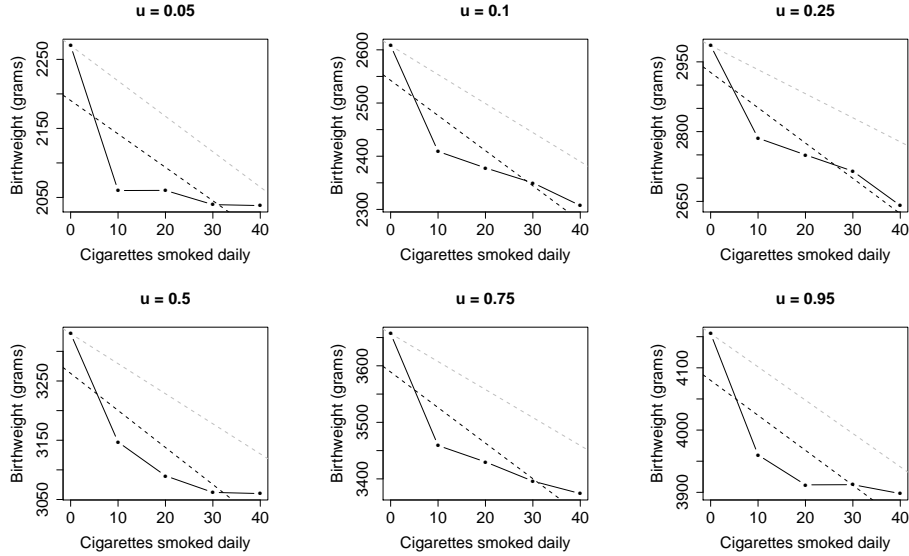 u = 0.05
Birthweight (grams)
2050 2150 2250
0 10 20 30 40
Cigarettes smoked daily
u = 0.1
Birthweight (grams)
2300 2400 2500 2600
0 10 20 30 40
Cigarettes smoked daily
u = 0.25
Birthweight (grams)
2650 2800 2950
0 10 20 30 40
Cigarettes smoked daily
u = 0.5
Birthweight (grams)
3050 3150 3250
0 10 20 30 40
Cigarettes smoked daily
u = 0.75
Birthweight (grams)
3400 3500 3600
0 10 20 30 40
Cigarettes smoked daily
u = 0.95
Birthweight (grams)
3900 4000 4100
0 10 20 30 40
Cigarettes smoked daily